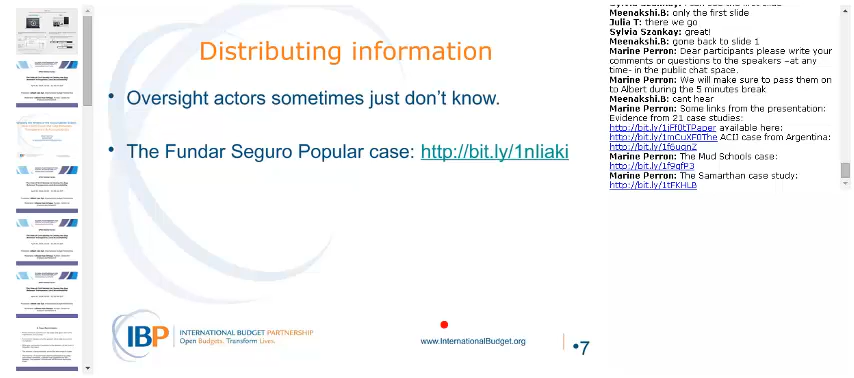 Distributing information
• Oversight actors sometimes just don't know.
• The Fundar Seguro Popular case: http://bit.ly/1nliaki
IBP
INTERNATIONAL BUDGET PARTNERSHIP
Open Budgets. Transform Lives.
www.InternationalBudget.org
•7
Meenakshi.B: only the first slide
Julia T: there we go
Sylvia Szankay: great!
Meenakshi.B: gone back to slide 1
Marine Perron: Dear participants please write your
comments or questions to the speakers –at any
time- in the public chat space.
Marine Perron: We will make sure to pass them on
to Albert during the 5 minutes break
Meenakshi.B: cant hear
Marine Perron: Some links from the presentation:
Evidence from 21 case studies:
http://bit.ly/1iFf0tTPaper available here:
http://bit.ly/1mCuXF0The ACIJ case from Argentina:
http://bit.ly/1f6uqnZ
Marine Perron: The Mud Schools case:
http://bit.ly/1f9qfP3
Marine Perron: The Samarthan case study:
http://bit.ly/1tFKHLB